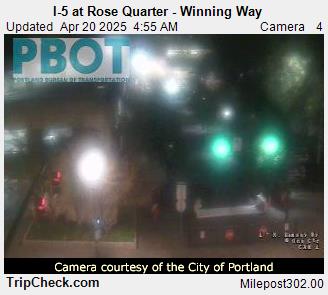 I-5 at Rose Quarter - Winning Way
Updated Apr 20 2025 4:55 AM Camera 4
PBOT
PORTLAND BUREAU OF TRANSPORTATION
Camera courtesy of the City of Portland
TripCheck.com Milepost302.00